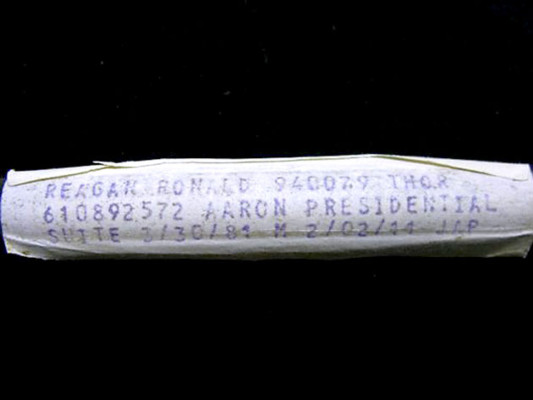 REAGAN RONALD 940079 THOR
610892572 AARON PRESIDENTIAL
SUITE 3/30/81 M 2/02/11 JAP